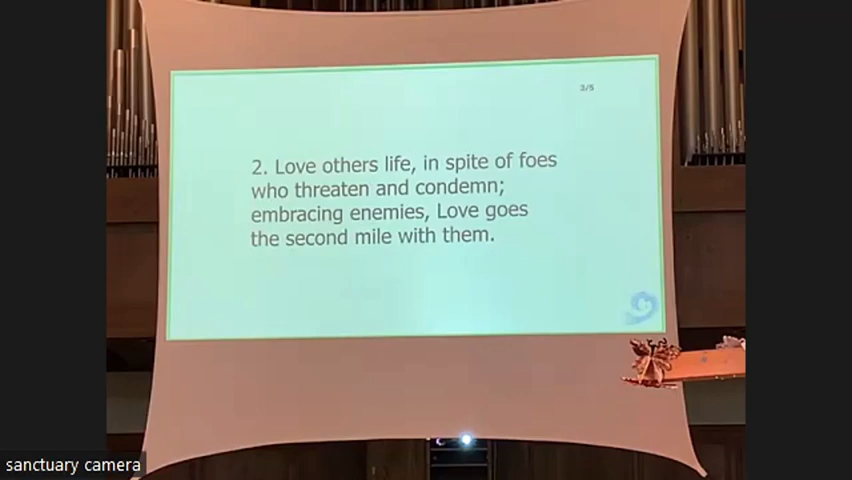 2/5
2. Love others life, in spite of foes
who threaten and condemn;
embracing enemies, Love goes
the second mile with them.
sanctuary camera